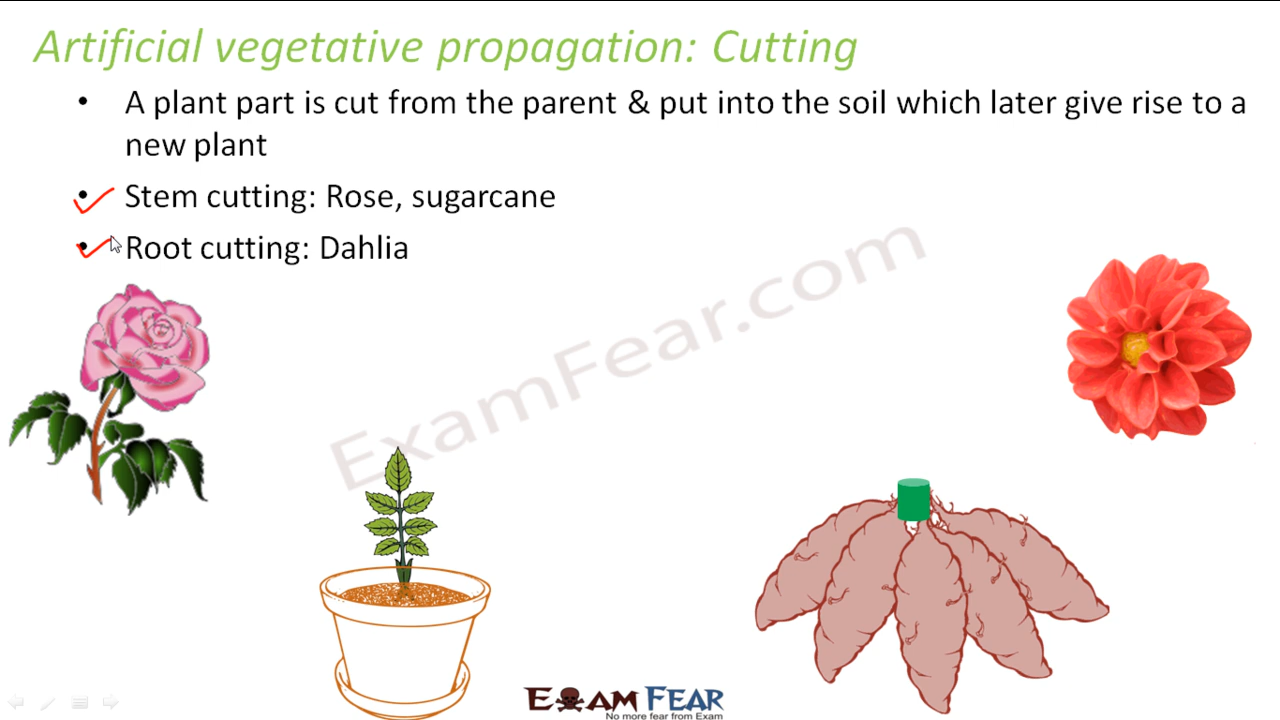 Artificial vegetative propagation: Cutting
• A plant part is cut from the parent & put into the soil which later give rise to a
new plant
• Stem cutting: Rose, sugarcane
• Root cutting: Dahlia
ExamFear.com
EXAM FEAR
No more fear from Exam